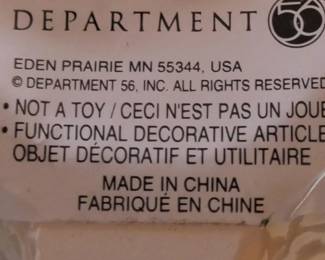 DEPARTMENT 56
EDEN PRAIRIE MN 55344, USA
© DEPARTMENT 56, INC. ALL RIGHTS RESERVED
• NOT A TOY / CECI N'EST PAS UN JOUE
• FUNCTIONAL DECORATIVE ARTICLE
OBJET DÉCORATIF ET UTILITAIRE
MADE IN CHINA
FABRIQUÉ EN CHINE